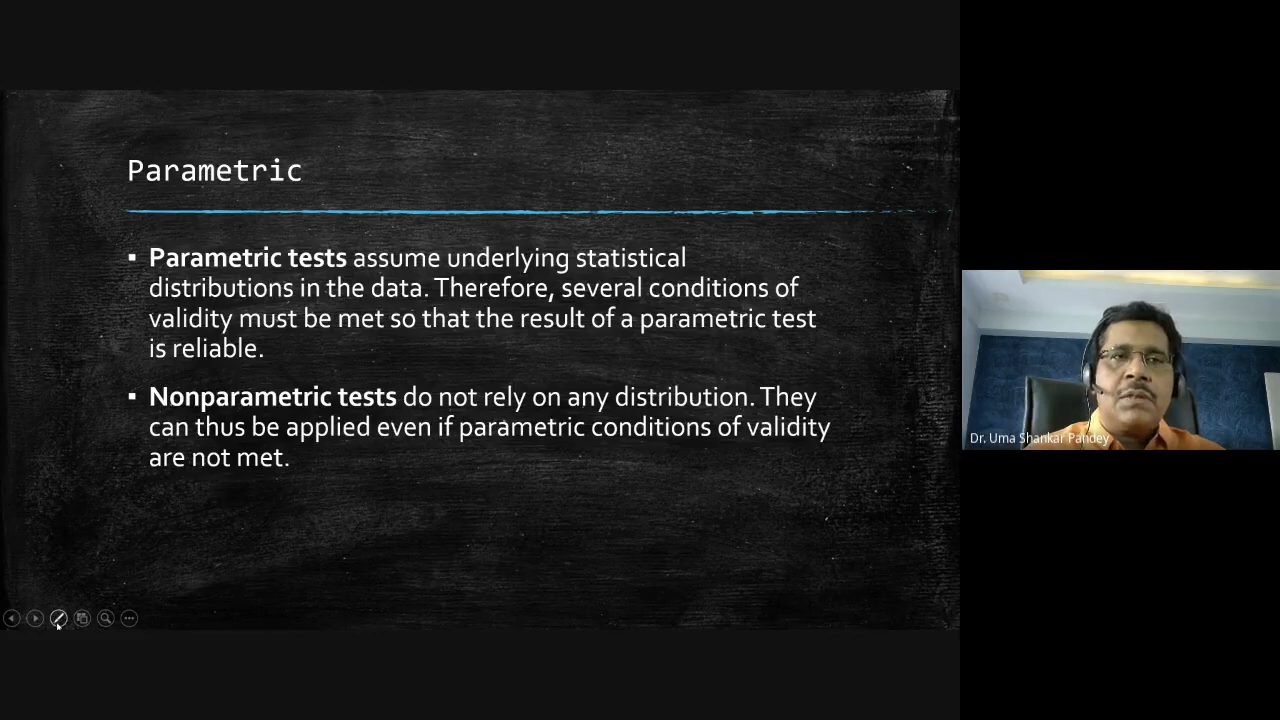 Parametric
▪ Parametric tests assume underlying statistical
distributions in the data. Therefore, several conditions of
validity must be met so that the result of a parametric test
is reliable.
▪ Nonparametric tests do not rely on any distribution. They
can thus be applied even if parametric conditions of validity
are not met.
Dr. Uma Shankar Pandey